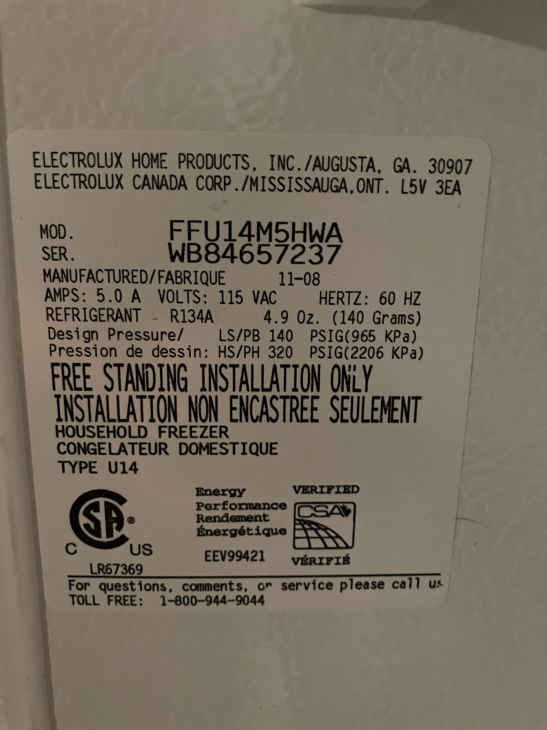 ELECTROLUX HOME PRODUCTS, INC./AUGUSTA, GA. 30907
ELECTROLUX CANADA CORP./MISSISSAUGA,ONT. L5V 3EA
MOD. FFU14M5HWA
SER. WB84657237
MANUFACTURED/FABRIQUE 11-08
AMPS: 5.0 A VOLTS: 115 VAC HERTZ: 60 HZ
REFRIGERANT - R134A 4.9 Oz. (140 Grams)
Design Pressure/ LS/PB 140 PSIG(965 KPa)
Pression de dessin: HS/PH 320 PSIG(2206 KPa)
FREE STANDING INSTALLATION ONLY
INSTALLATION NON ENCASTREE SEULEMENT
HOUSEHOLD FREEZER
CONGELATEUR DOMESTIQUE
TYPE U14
CSA
C US
LR67369
Energy
Performance
Rendement
Énergétique
EEV99421
VERIFIED
CSA
VÉRIFIÉ
For questions, comments, or service please call us.
TOLL FREE: 1-800-944-9044